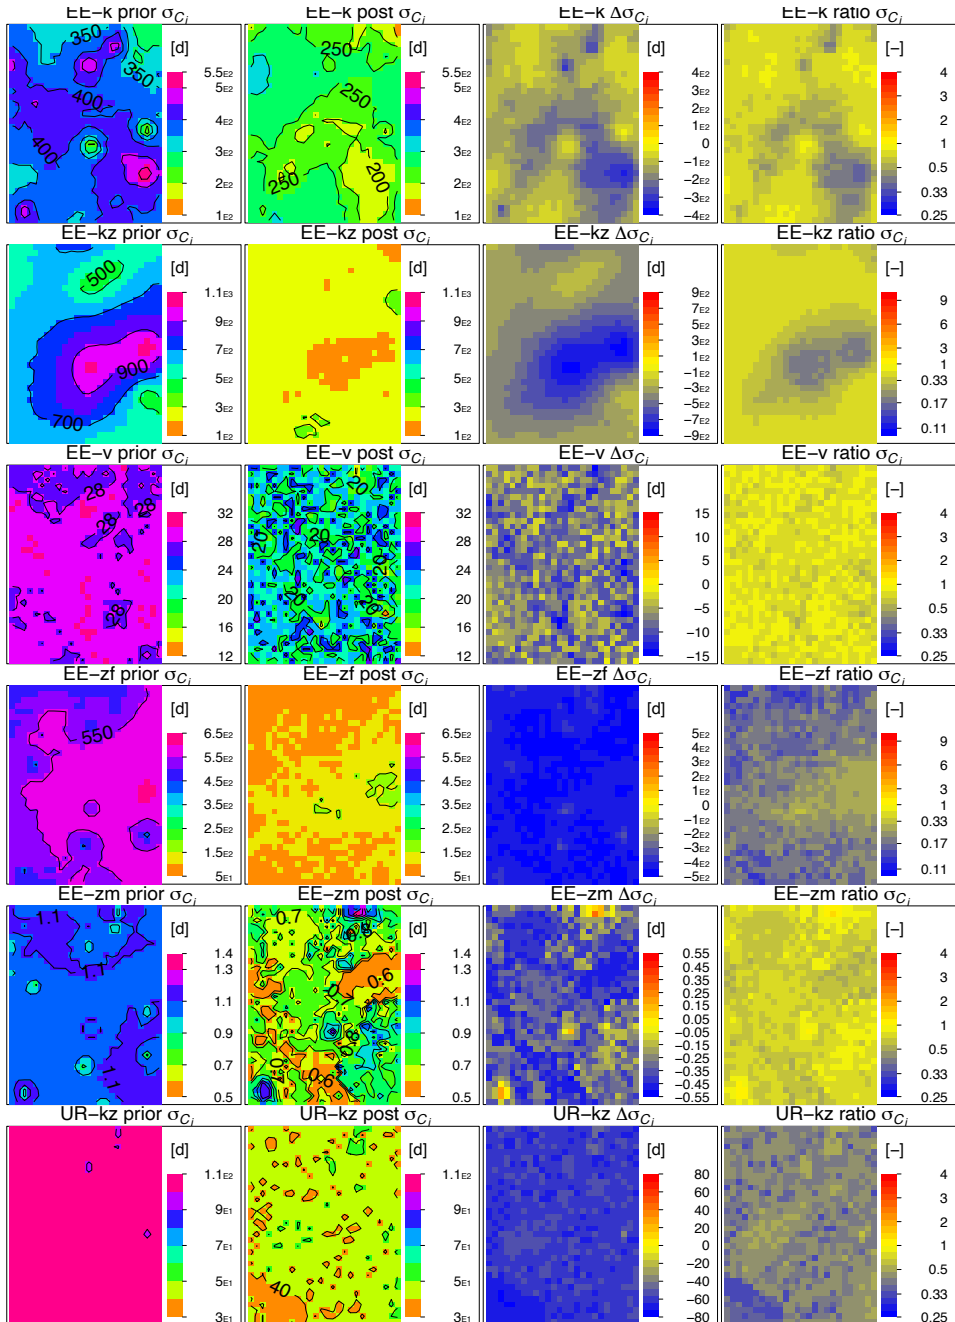 EE−k prior σCi
EE−k post σCi
EE−k ΔσCi
EE−k ratio σCi
350
350
400
400
[d]
5.5E2
5E2
4E2
3E2
2E2
1E2
250
250
250
200
[d]
5.5E2
5E2
4E2
3E2
2E2
1E2
[d]
4E2
3E2
2E2
1E2
0
−1E2
−2E2
−3E2
−4E2
[−]
4
3
2
1
0.5
0.33
0.25
EE−kz prior σCi
EE−kz post σCi
EE−kz ΔσCi
EE−kz ratio σCi
500
900
700
[d]
1.1E3
9E2
7E2
5E2
3E2
1E2
[d]
1.1E3
9E2
7E2
5E2
3E2
1E2
[d]
9E2
7E2
5E2
3E2
1E2
−1E2
−3E2
−5E2
−7E2
−9E2
[−]
9
6
3
1
0.33
0.17
0.11
EE−v prior σCi
EE−v post σCi
EE−v ΔσCi
EE−v ratio σCi
28
28
28
28
[d]
32
28
24
20
16
12
20
20
20
20
20
20
[d]
32
28
24
20
16
12
[d]
15
10
5
0
−5
−10
−15
[−]
4
3
2
1
0.5
0.33
0.25
EE−zf prior σCi
EE−zf post σCi
EE−zf ΔσCi
EE−zf ratio σCi
550
[d]
6.5E2
5.5E2
4.5E2
3.5E2
2.5E2
1.5E2
5E1
[d]
6.5E2
5.5E2
4.5E2
3.5E2
2.5E2
1.5E2
5E1
[d]
5E2
4E2
3E2
2E2
1E2
0
−1E2
−2E2
−3E2
−4E2
−5E2
[−]
9
6
3
1
0.33
0.17
0.11
EE−zm prior σCi
EE−zm post σCi
EE−zm ΔσCi
EE−zm ratio σCi
1.1
1.1
1.1
[d]
1.4
1.3
1.1
0.9
0.7
0.5
0.7
0.8
0.6
0.8
0.7
0.6
[d]
1.4
1.3
1.1
0.9
0.7
0.5
[d]
0.55
0.45
0.35
0.25
0.15
0.05
−0.05
−0.15
−0.25
−0.35
−0.45
−0.55
[−]
4
3
2
1
0.5
0.33
0.25
UR−kz prior σCi
UR−kz post σCi
UR−kz ΔσCi
UR−kz ratio σCi
[d]
1.1E2
9E1
7E1
5E1
3E1
40
[d]
1.1E2
9E1
7E1
5E1
3E1
[d]
80
60
40
20
0
−20
−40
−60
−80
[−]
4
3
2
1
0.5
0.33
0.25